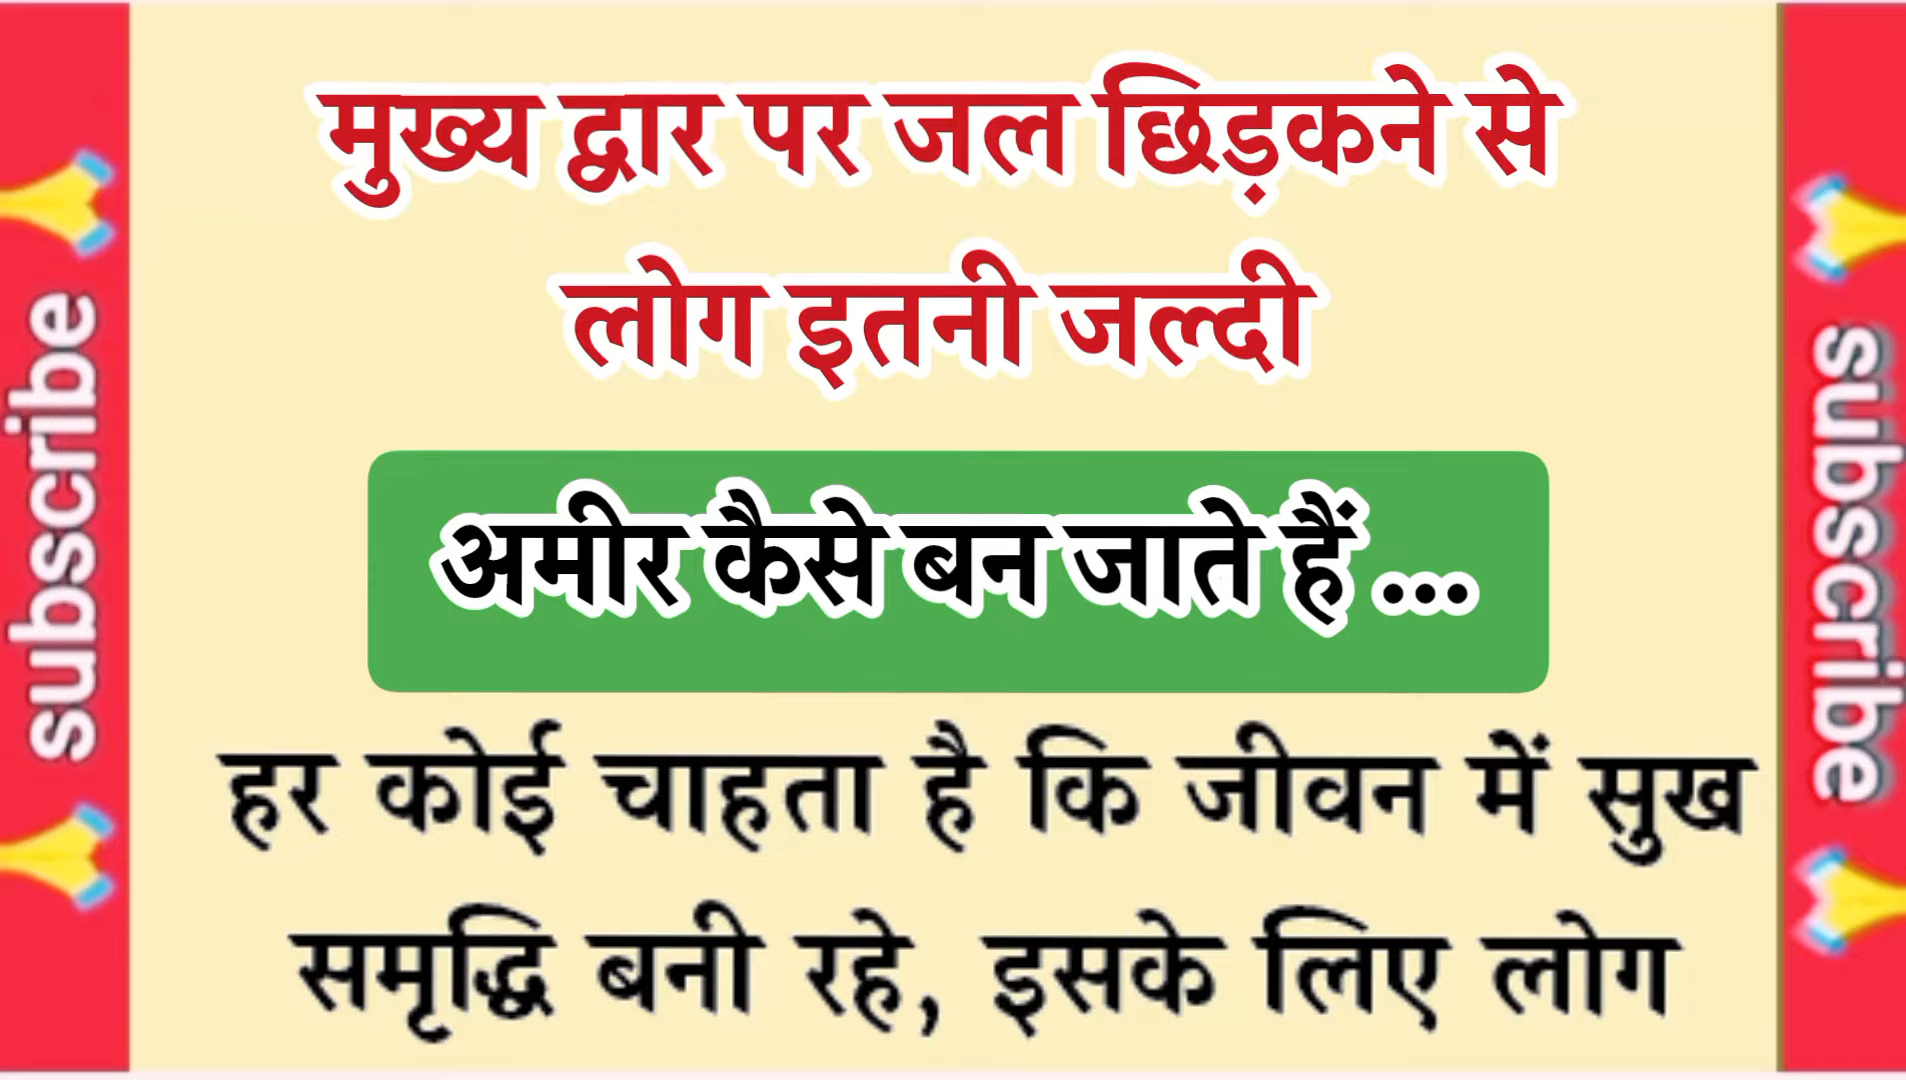 मुख्य द्वार पर जल छिड़कने से
लोग इतनी जल्दी
अमीर कैसे बन जाते हैं ...
हर कोई चाहता है कि जीवन में सुख
समृद्धि बनी रहे, इसके लिए लोग
subscribe
subscribe